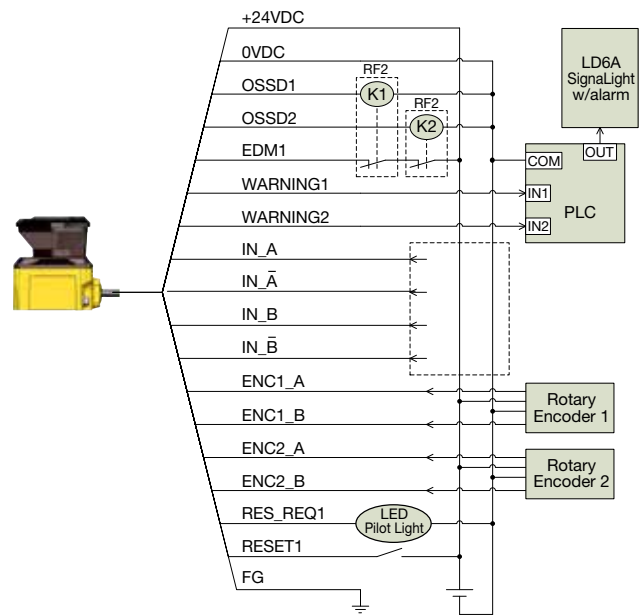 +24VDC
0VDC
OSSD1
OSSD2
EDM1
WARNING1
WARNING2
IN_A
IN_A̅
IN_B
IN_B̅
ENC1_A
ENC1_B
ENC2_A
ENC2_B
RES_REQ1
RESET1
FG
RF2
K1
RF2
K2
LED
Pilot Light
LD6A
SignaLight
w/alarm
OUT
COM
IN1
IN2
PLC
Rotary
Encoder 1
Rotary
Encoder 2